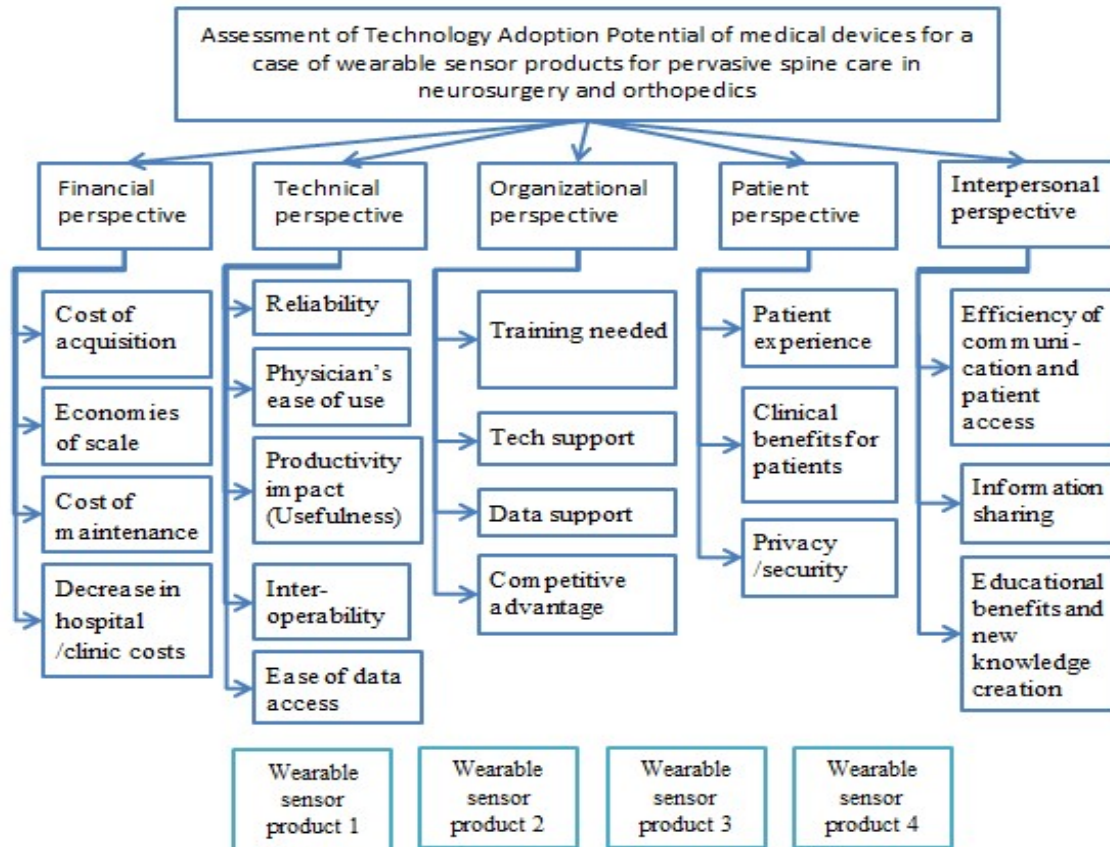 Assessment of Technology Adoption Potential of medical devices for a
case of wearable sensor products for pervasive spine care in
neurosurgery and orthopedics
Financial
perspective
Technical
perspective
Organizational
perspective
Patient
perspective
Interpersonal
perspective
Cost of
acquisition
Economies
of scale
Cost of
maintenance
Decrease in
hospital
/clinic costs
Reliability
Physician’s
ease of use
Productivity
impact
(Usefulness)
Inter-
operability
Ease of data
access
Training needed
Tech support
Data support
Competitive
advantage
Patient
experience
Clinical
benefits for
patients
Privacy
/security
Efficiency of
communi-
cation and
patient
access
Information
sharing
Educational
benefits and
new
knowledge
creation
Wearable
sensor
product 1
Wearable
sensor
product 2
Wearable
sensor
product 3
Wearable
sensor
product 4